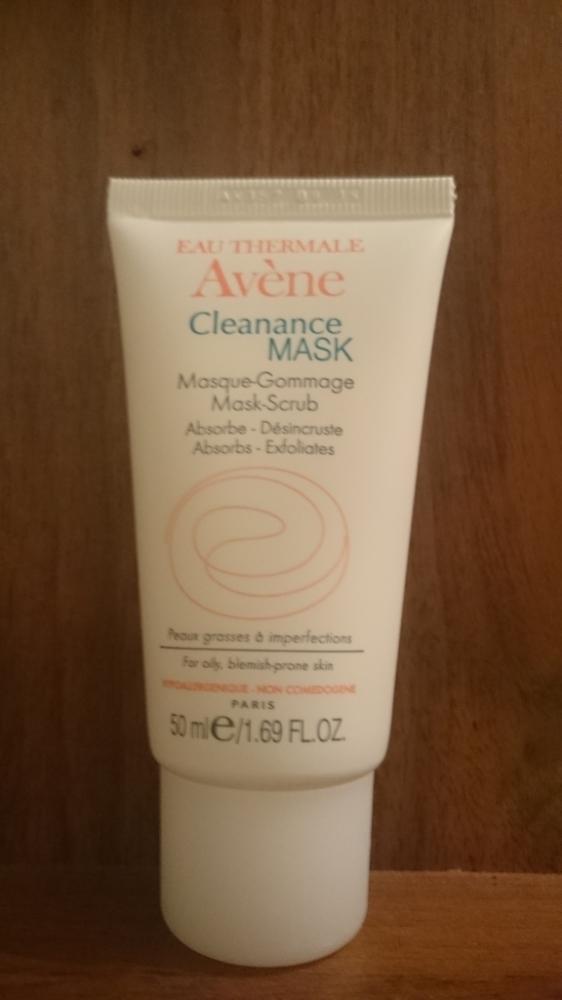 EAU THERMALE
Avène
Cleanance
MASK
Masque-Gommage
Mask-Scrub
Absorbe - Désincruste
Absorbs - Exfoliates
Peaux grasses à imperfections
For oily, blemish-prone skin
HYPOALLERGENIQUE - NON COMEDOGENE
PARIS
50 ml e/1.69 FL.OZ.